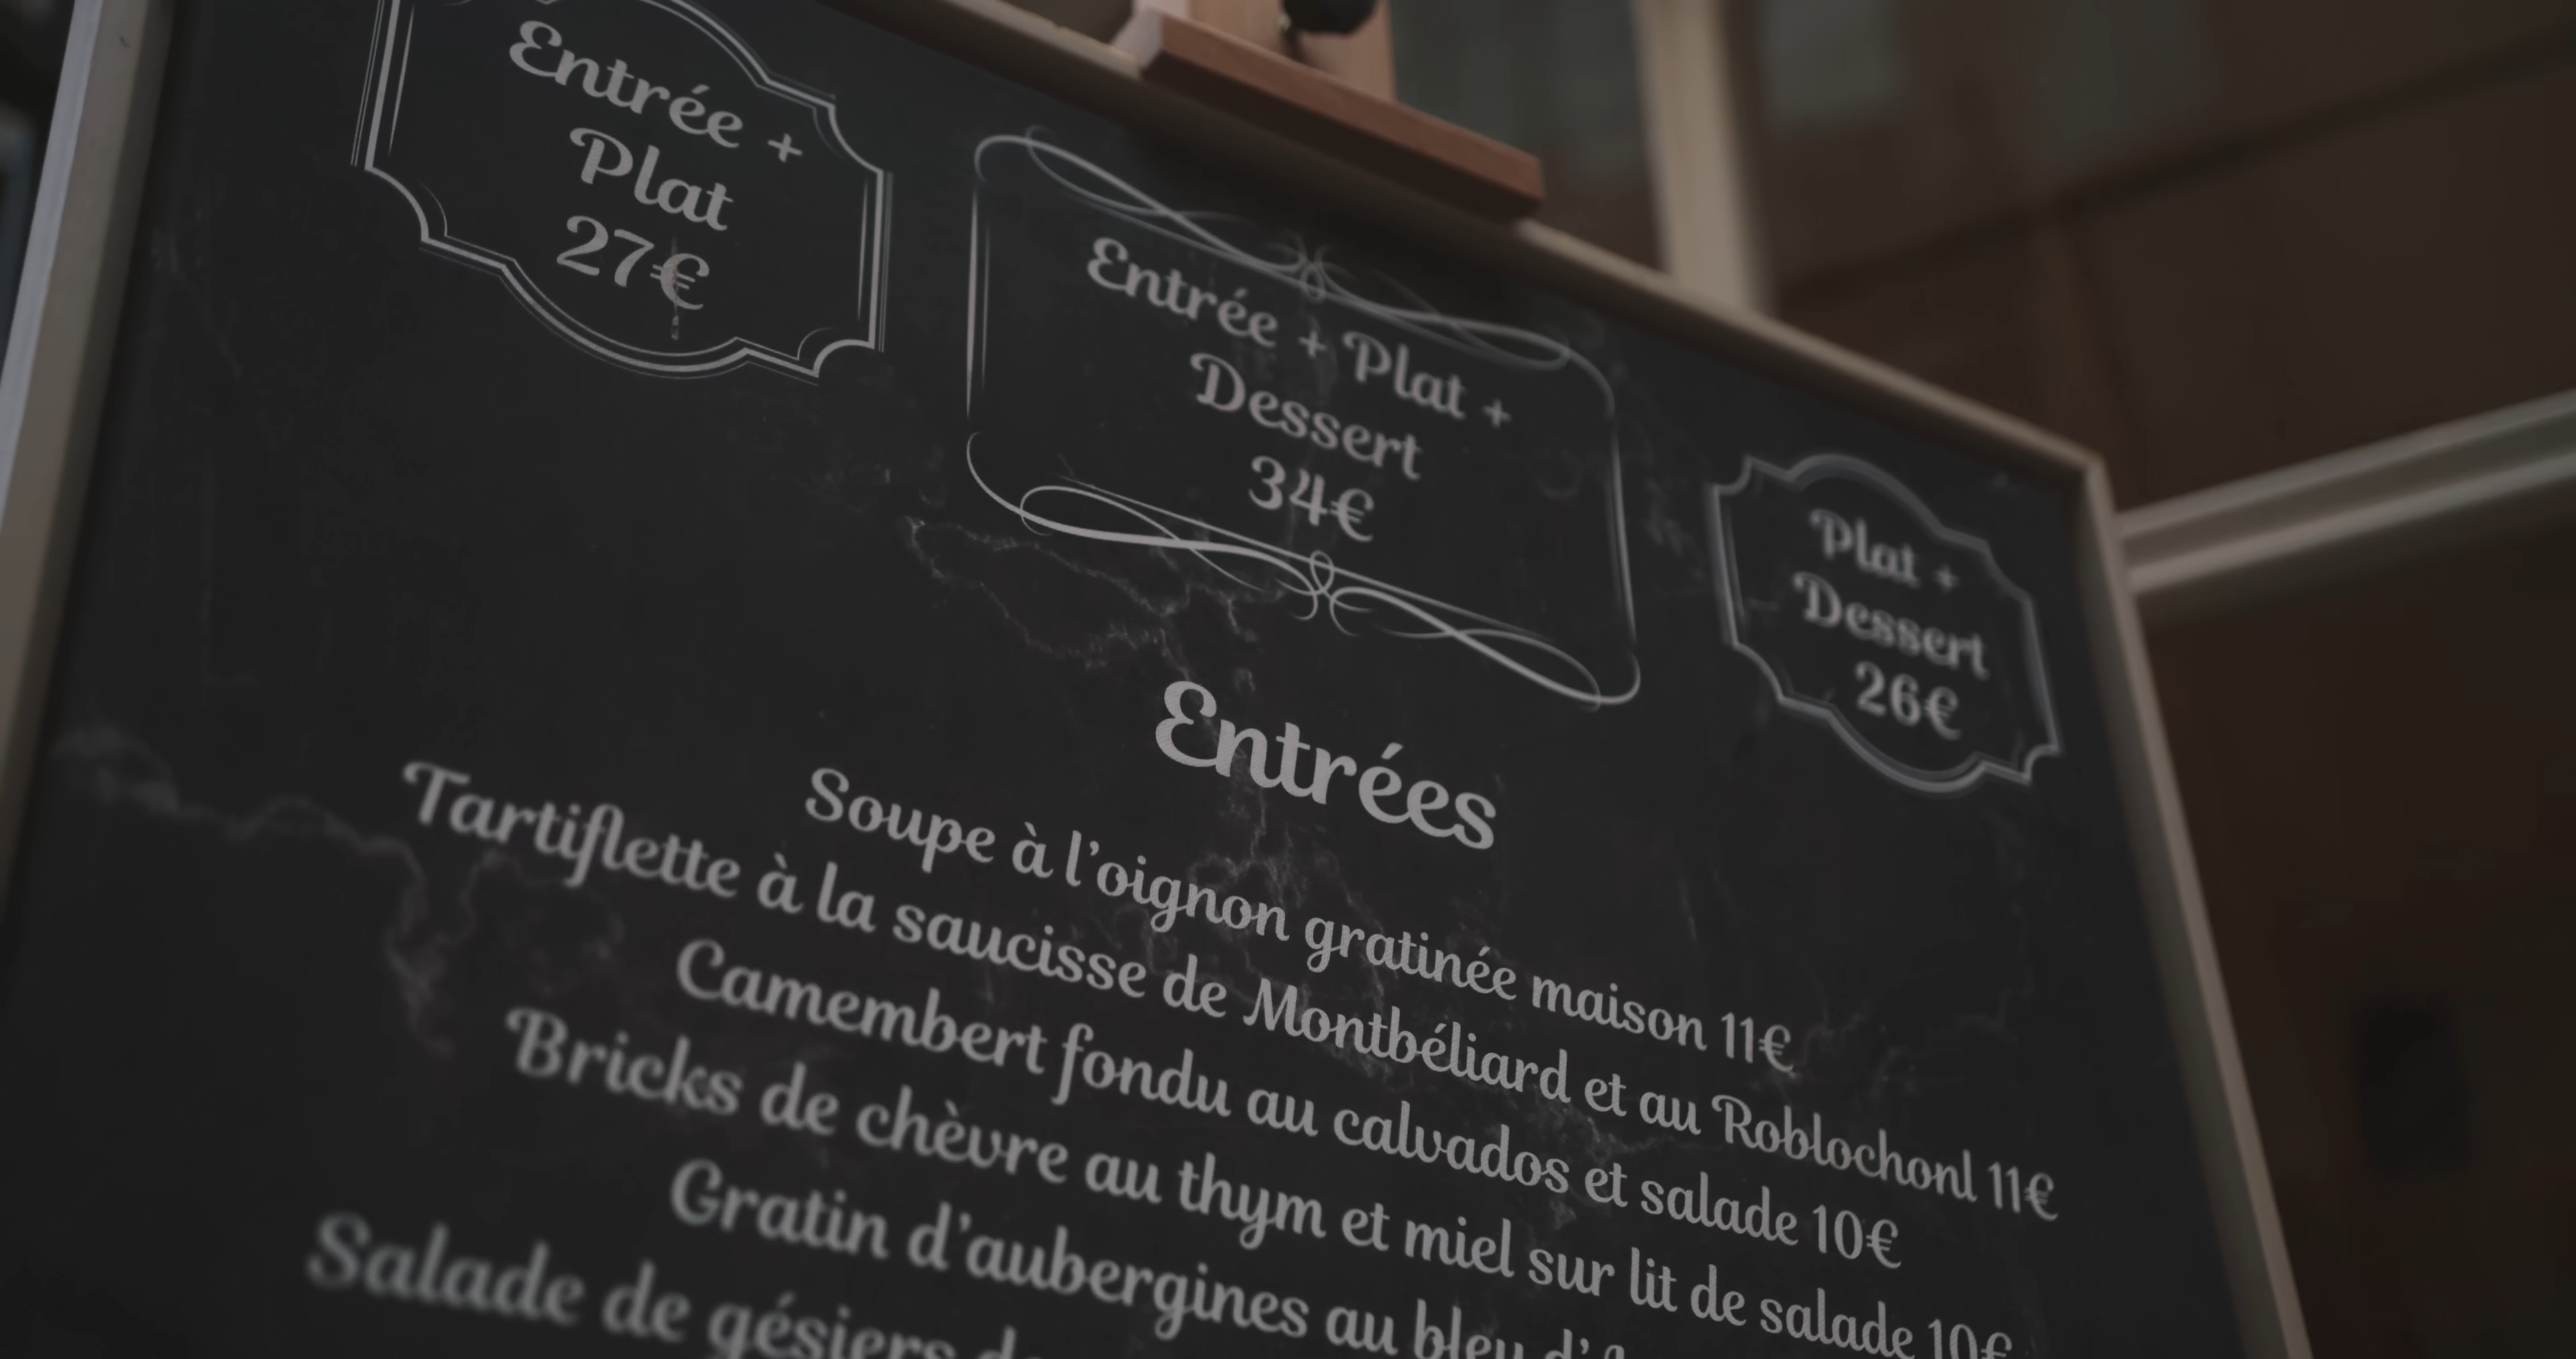 Entrée +
Plat
27€
Entrée + Plat +
Dessert
34€
Plat +
Dessert
26€
Entrées
Soupe à l’oignon gratinée maison 11€
Tartiflette à la saucisse de Montbéliard et au Roblochonl 11€
Camembert fondu au calvados et salade 10€
Bricks de chèvre au thym et miel sur lit de salade 10€
Gratin d’aubergines au bleu
Salade de gésiers